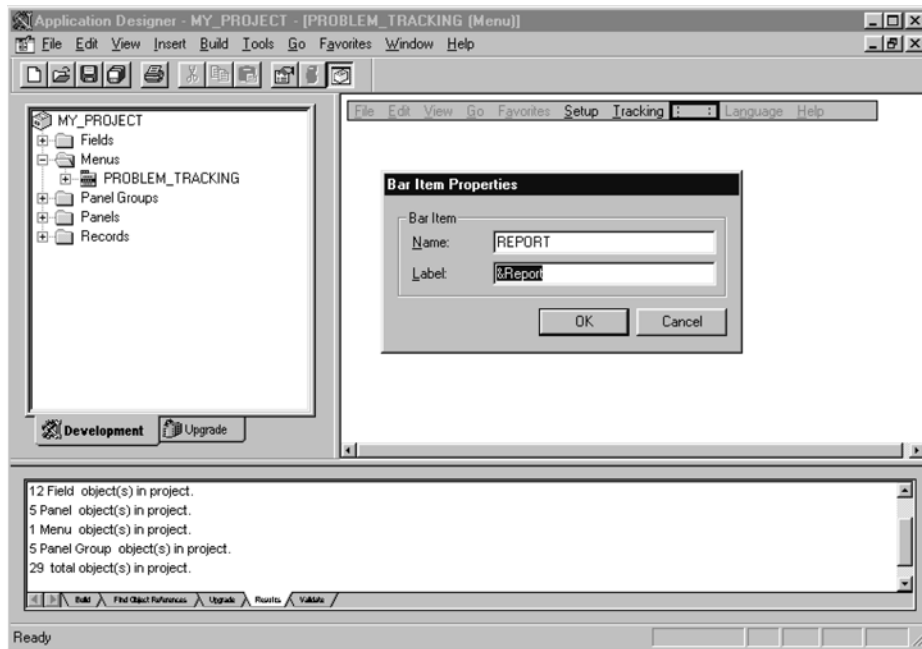 Application Designer - MY_PROJECT - [PROBLEM_TRACKING (Menu)]
File Edit View Insert Build Tools Go Favorites Window Help
MY_PROJECT
Fields
Menus
PROBLEM_TRACKING
Panel Groups
Panels
Records
Development
Upgrade
File Edit View Go Favorites Setup Tracking Language Help
Bar Item Properties
Bar Item
Name: REPORT
Label: &Report
OK Cancel
12 Field object(s) in project.
5 Panel object(s) in project.
1 Menu object(s) in project.
5 Panel Group object(s) in project.
29 total object(s) in project.
Build Find Object References Upgrade Results Validate
Ready